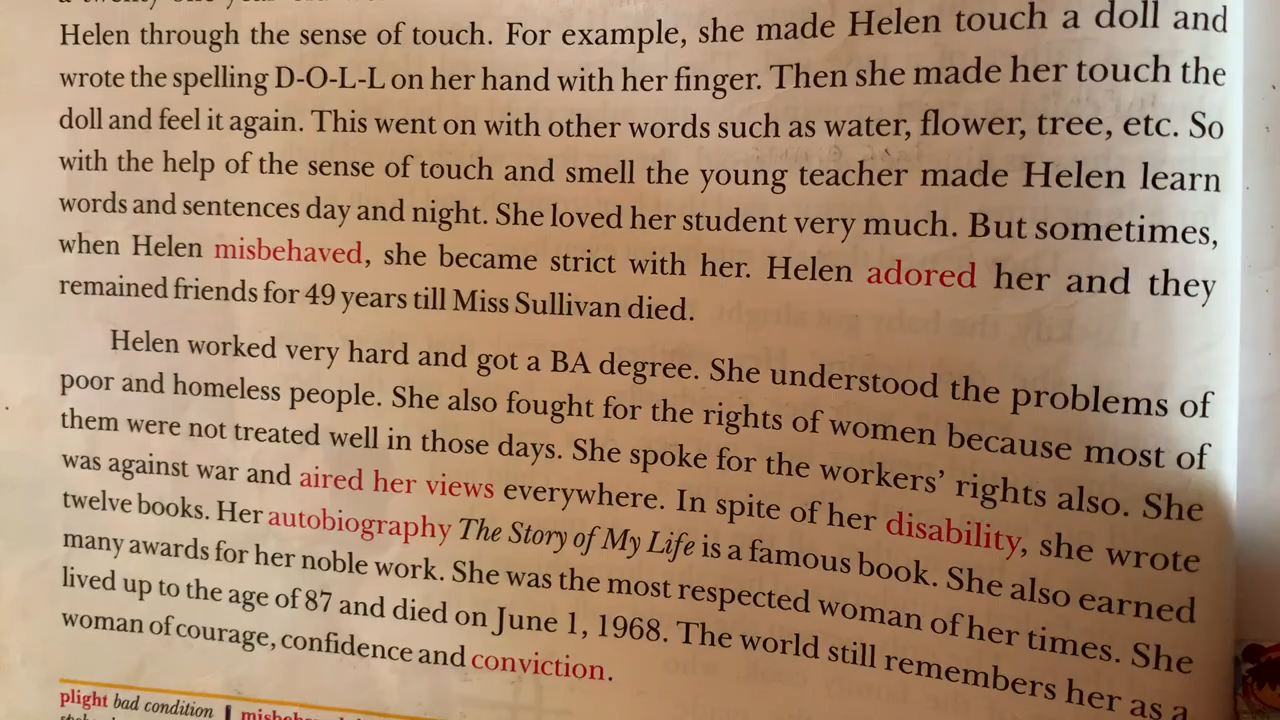 Helen through the sense of touch. For example, she made Helen touch a doll and
wrote the spelling D-O-L-L on her hand with her finger. Then she made her touch the
doll and feel it again. This went on with other words such as water, flower, tree, etc. So
with the help of the sense of touch and smell the young teacher made Helen learn
words and sentences day and night. She loved her student very much. But sometimes,
when Helen misbehaved, she became strict with her. Helen adored her and they
remained friends for 49 years till Miss Sullivan died.
Helen worked very hard and got a BA degree. She understood the problems of
poor and homeless people. She also fought for the rights of women because most of
them were not treated well in those days. She spoke for the workers' rights also. She
was against war and aired her views everywhere. In spite of her disability, she wrote
twelve books. Her autobiography The Story of My Life is a famous book. She also earned
many awards for her noble work. She was the most respected woman of her times. She
lived up to the age of 87 and died on June 1, 1968. The world still remembers her as a
woman of courage, confidence and conviction.
plight bad condition